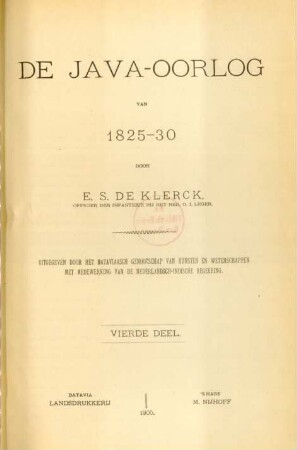 DE JAVA-OORLOG
VAN
1825-30
DOOR
E. S. DE KLERCK,
OFFICIER DER INFANTERIE BIJ HET NED. O. I. LEGER.
UITGEGEVEN DOOR HET BATAVIAASCH GENOOTSCHAP VAN KUNSTEN EN WETENSCHAPPEN
MET MEDEWERKING VAN DE NEDERLANDSCH-INDISCHE REGEERING.
VIERDE DEEL.
BATAVIA
LANDSDRUKKERIJ
'S HAGE
M. NIJHOFF